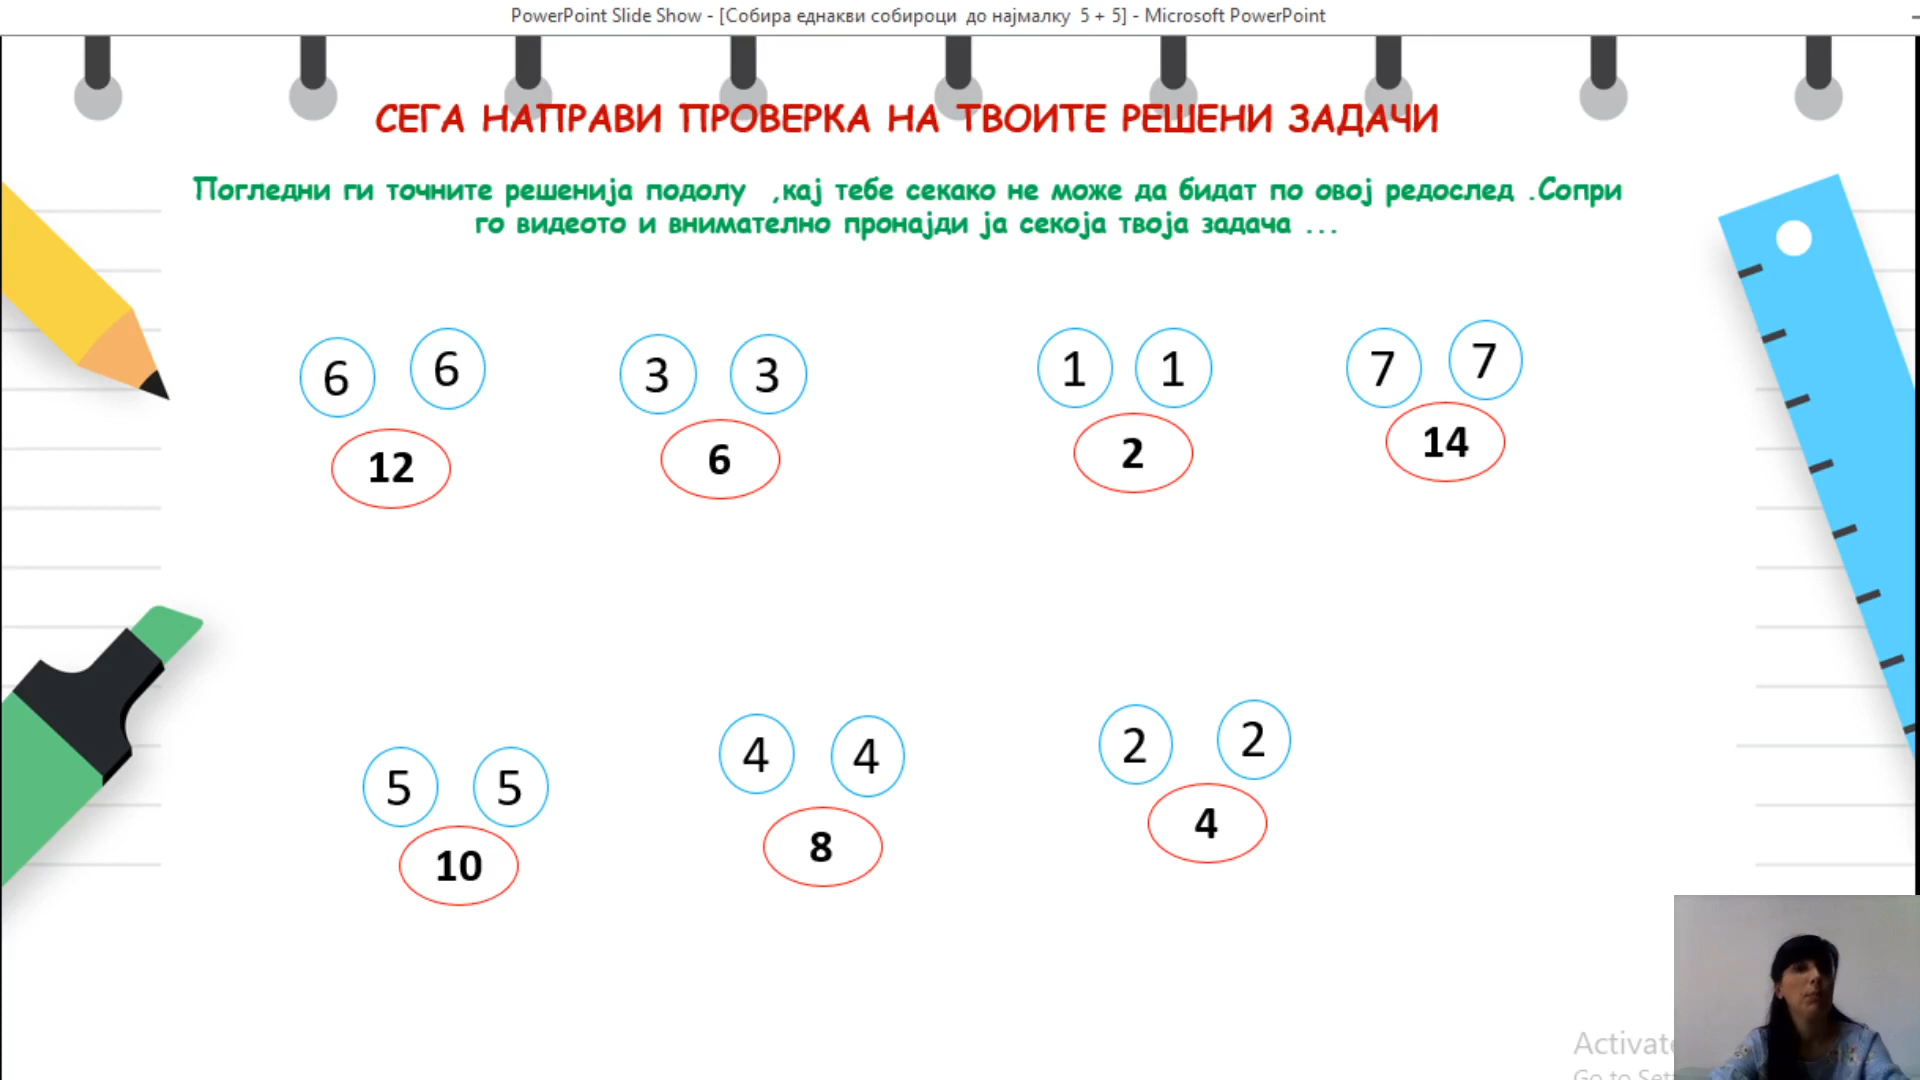 PowerPoint Slide Show - [Собира еднакви собироци до најмалку 5 + 5] - Microsoft PowerPoint
СЕГА НАПРАВИ ПРОВЕРКА НА ТВОИТЕ РЕШЕНИ ЗАДАЧИ
Погледни ги точните решенија подолу ,кај тебе секако не може да бидат по овој редослед .Сопри
го видеото и внимателно пронајди ја секоја твоја задача ...
6 6 3 3 1 1 7 7
12 6 2 14
5 5 4 4 2 2
10 8 4
Activate
Go to Set